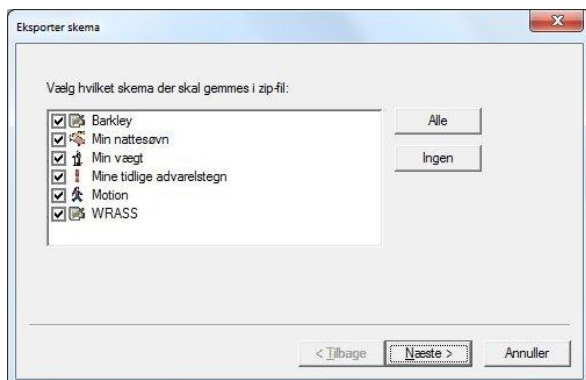 Eksporter skema
Vælg hvilket skema der skal gemmes i zip-fil:
Barkley
Min nattesøvn
Min vægt
Mine tidlige advarelstegn
Motion
WRASS
Alle
Ingen
< Tilbage
Næste >
Annuller